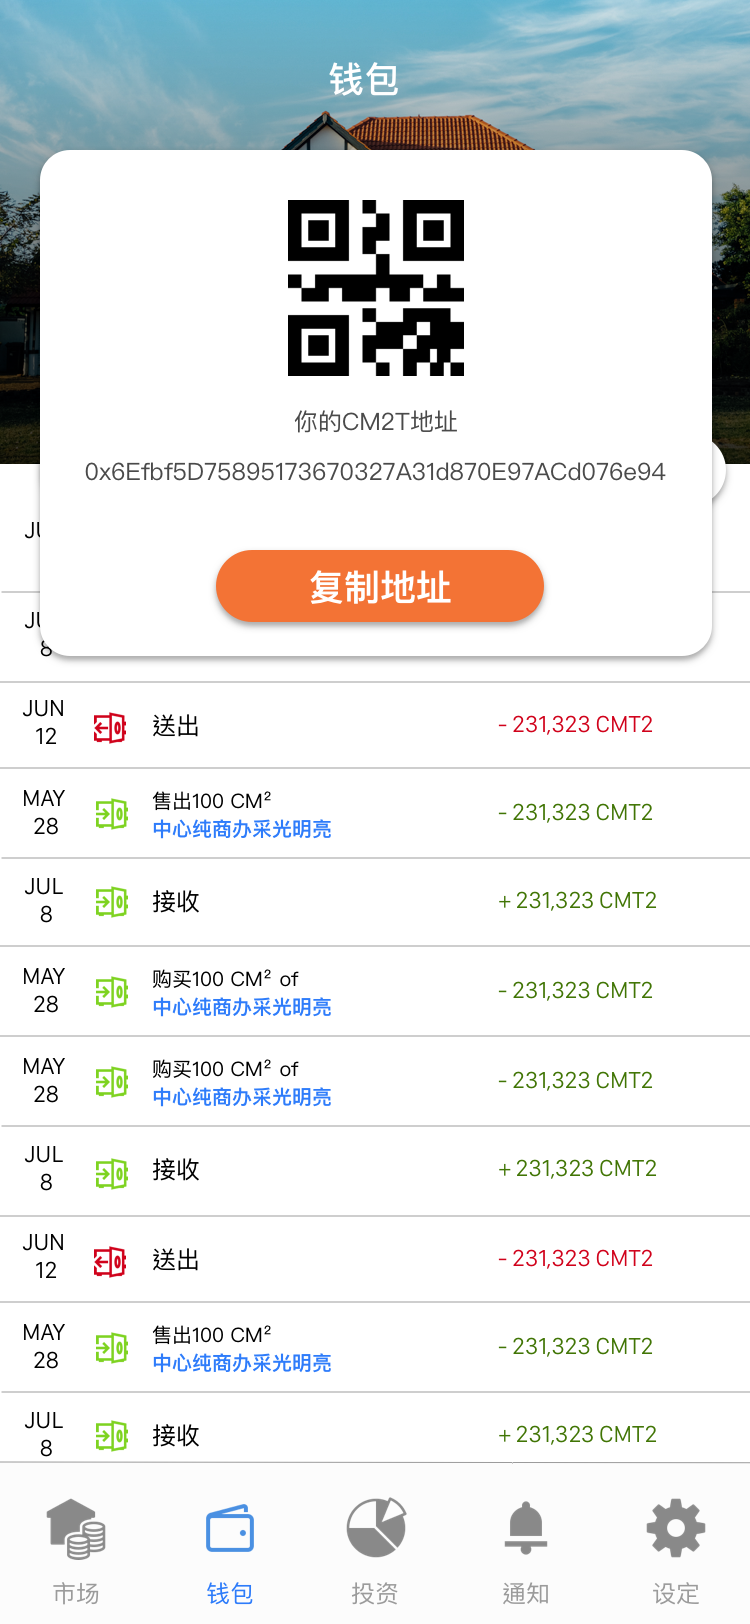 钱包
你的CM2T地址
0x6Efbf5D75895173670327A31d870E97ACd076e94
复制地址
8
JUN
12
送出
- 231,323 CMT2
MAY
28
售出100 CM²
中心纯商办采光明亮
- 231,323 CMT2
JUL
8
接收
+ 231,323 CMT2
MAY
28
购买100 CM² of
中心纯商办采光明亮
- 231,323 CMT2
MAY
28
购买100 CM² of
中心纯商办采光明亮
- 231,323 CMT2
JUL
8
接收
+ 231,323 CMT2
JUN
12
送出
- 231,323 CMT2
MAY
28
售出100 CM²
中心纯商办采光明亮
- 231,323 CMT2
JUL
8
接收
+ 231,323 CMT2
市场
钱包
投资
通知
设定